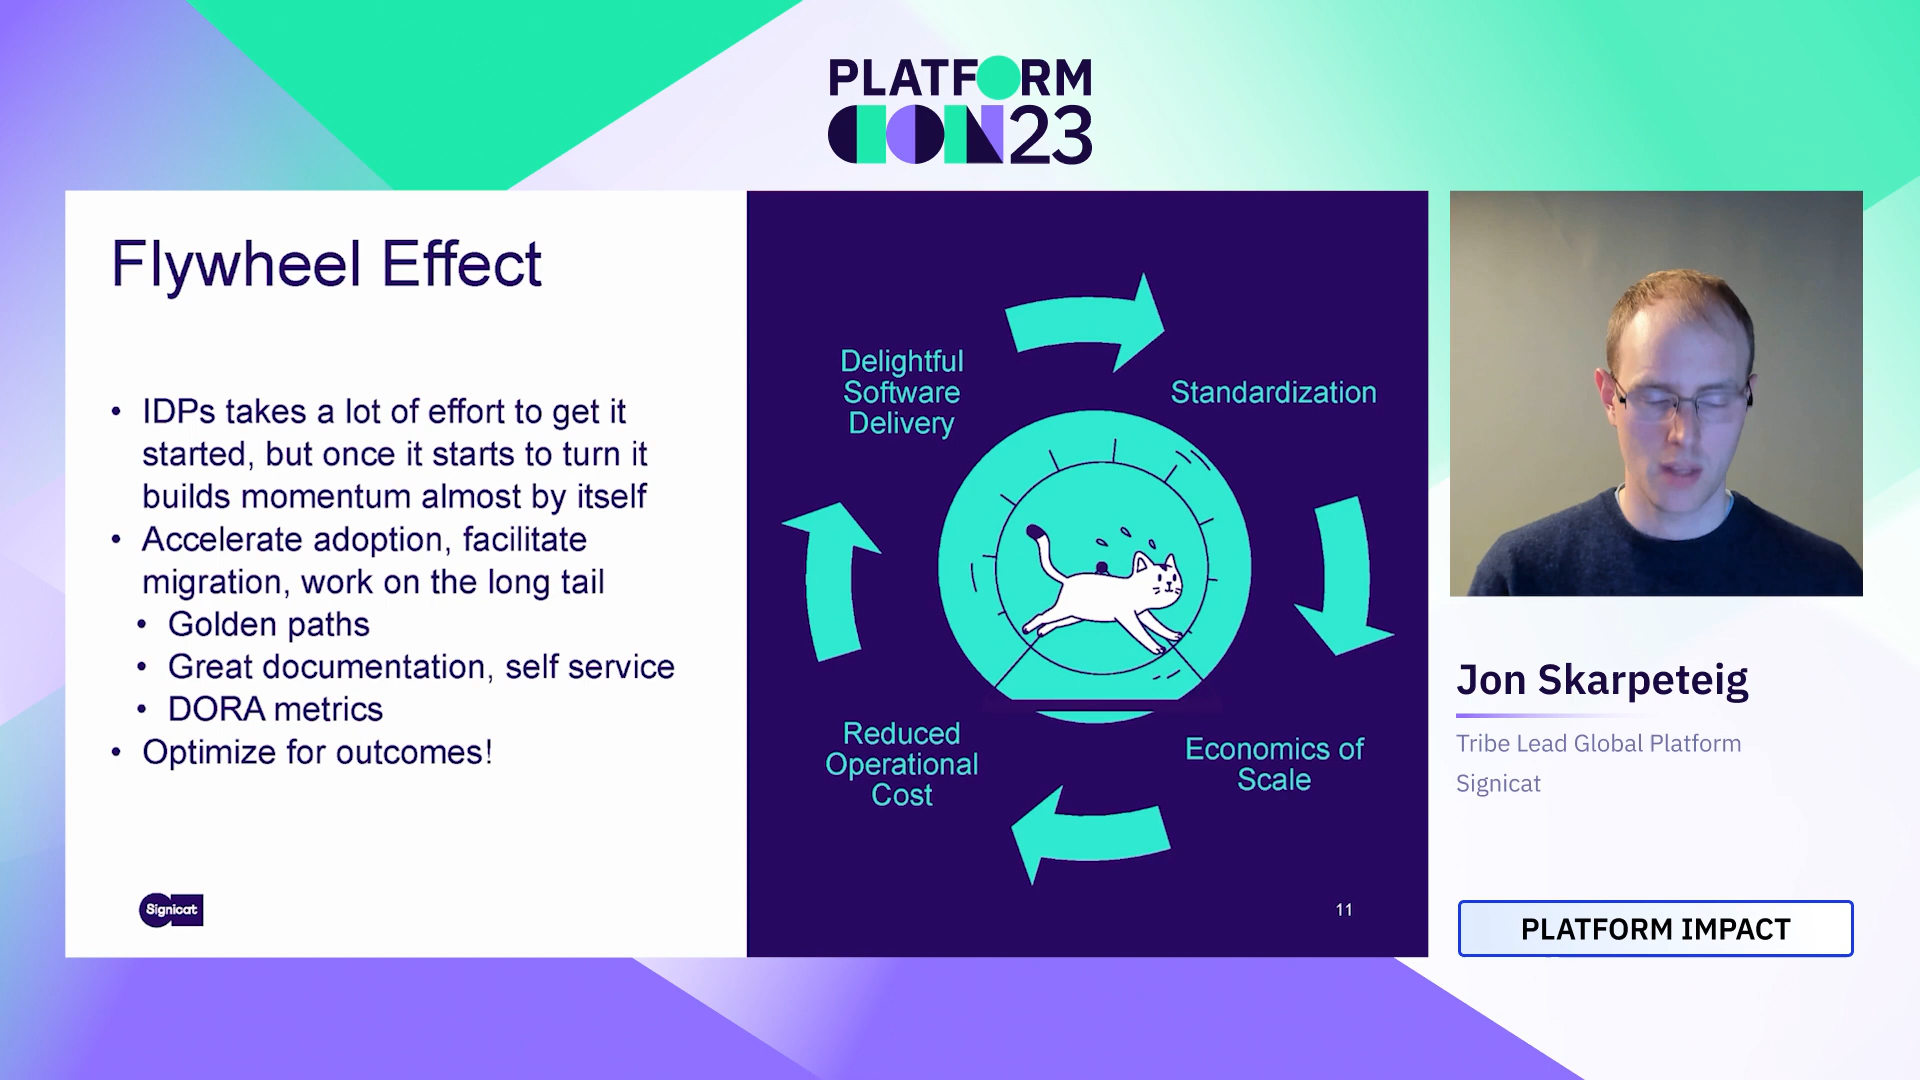 PLATFORM
CON23
Flywheel Effect
• IDPs takes a lot of effort to get it
started, but once it starts to turn it
builds momentum almost by itself
• Accelerate adoption, facilitate
migration, work on the long tail
• Golden paths
• Great documentation, self service
• DORA metrics
• Optimize for outcomes!
Signicat
Delightful
Software
Delivery
Standardization
Economics of
Scale
Reduced
Operational
Cost
11
Jon Skarpeteig
Tribe Lead Global Platform
Signicat
PLATFORM IMPACT